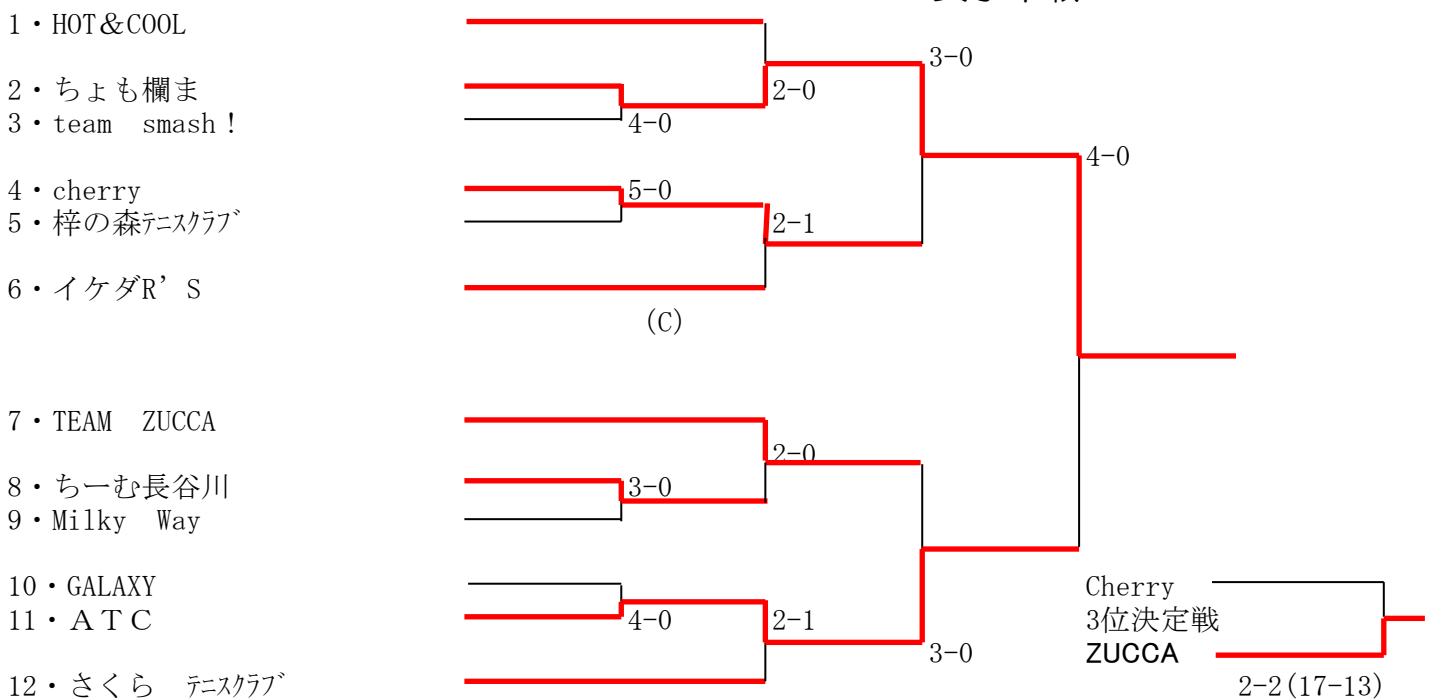 1・HOT&COOL
3-0
2・ちょも欄ま
2-0
3・team　smash！
4-0
4-0
4・cherry
5-0
5・梓の森ﾃﾆｽｸﾗﾌﾞ
2-1
6・イケダR’S
(C)
7・TEAM　ZUCCA
2-0
8・ちーむ長谷川
3-0
9・Milky　Way
10・GALAXY
Cherry
11・ＡＴＣ
4-0
2-1
3位決定戦
3-0
ZUCCA
12・さくら　ﾃﾆｽｸﾗﾌﾞ
2-2(17-13)